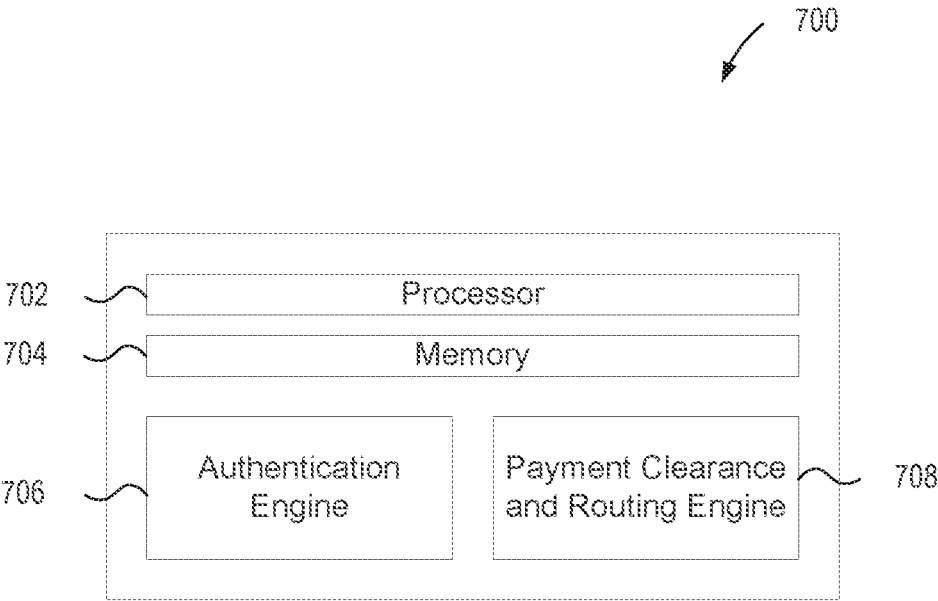 700
702
Processor
704
Memory
706
Authentication
Engine
Payment Clearance
and Routing Engine
708